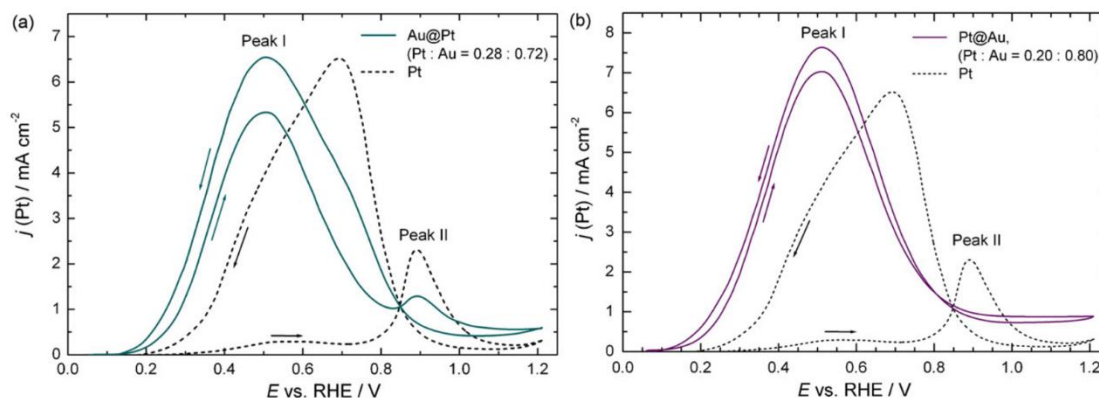 (a)
Peak I
Au@Pt
(Pt : Au = 0.28 : 0.72)
Pt
Peak II
7
6
5
4
3
2
1
0
j (Pt) / mA cm⁻²
0.0 0.2 0.4 0.6 0.8 1.0 1.2
E vs. RHE / V
(b)
Peak I
Pt@Au,
(Pt : Au = 0.20 : 0.80)
Pt
Peak II
8
7
6
5
4
3
2
1
0
j (Pt) / mA cm⁻²
0.0 0.2 0.4 0.6 0.8 1.0 1.2
E vs. RHE / V